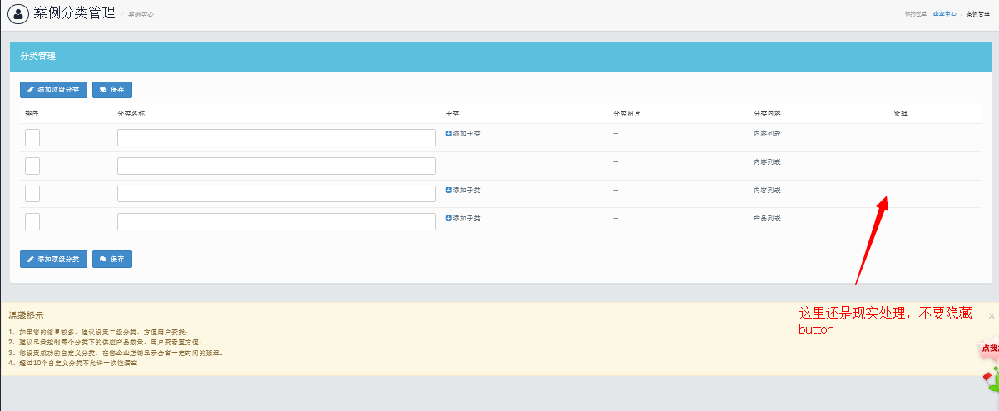 案例分类管理 / 案例中心
你的位置: 企业中心 / 案例管理
分类管理
添加顶级分类 保存
排序 分类名称 子类 分类图片 分类内容 管理
添加子类 -- 内容列表
-- 内容列表
添加子类 -- 内容列表
添加子类 -- 产品列表
添加顶级分类 保存
这里还是现实处理，不要隐藏
button
温馨提示
1、如果您的信息较多，建议设置二级分类，方便用户查找；
2、建议尽量控制每个分类下的供应产品数量，用户查看更方便；
3、您设置成功的自定义分类，在您企业店铺显示会有一定时间的延迟。
4、超过10个自定义分类不允许一次性清空
点我